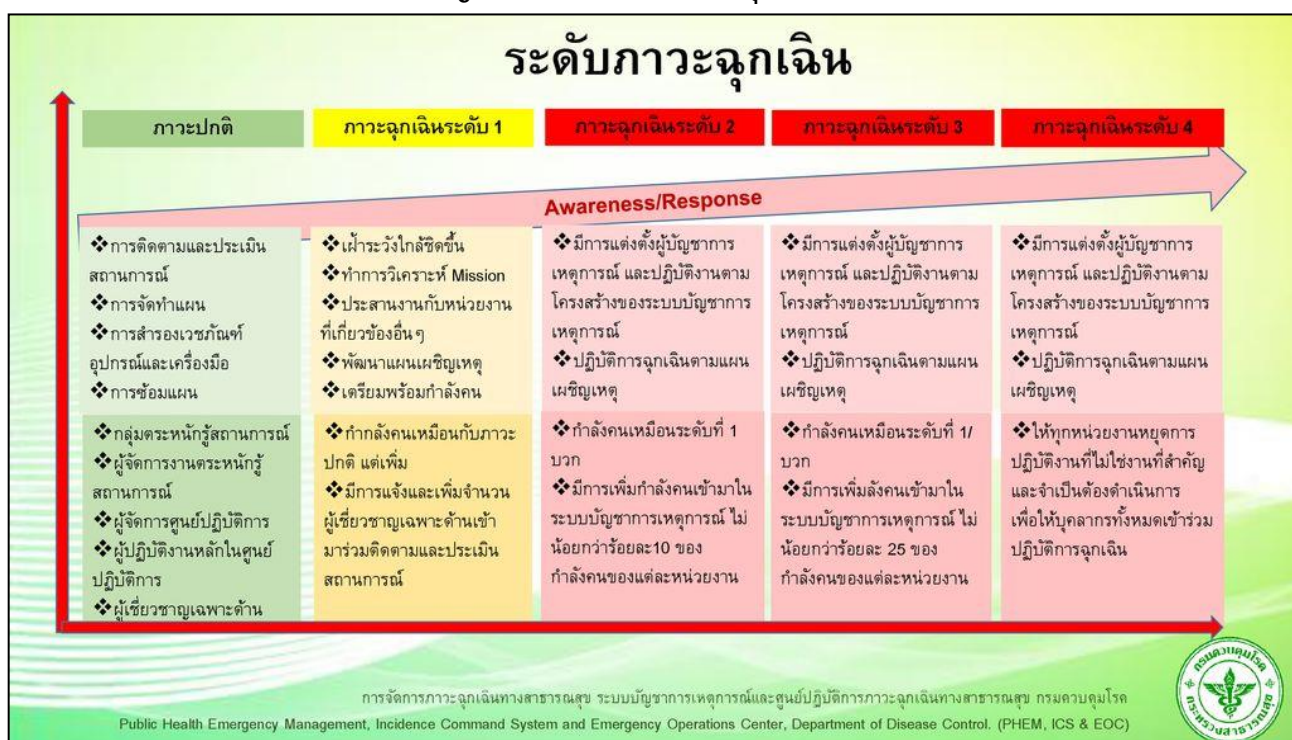 ระดับภาวะฉุกเฉิน
ภาวะปกติ
ภาวะฉุกเฉินระดับ 1
ภาวะฉุกเฉินระดับ 2
ภาวะฉุกเฉินระดับ 3
ภาวะฉุกเฉินระดับ 4
Awareness/Response
❖การติดตามและประเมิน
สถานการณ์
❖การจัดทำแผน
❖การสำรองเวชภัณฑ์
อุปกรณ์และเครื่องมือ
❖การซ้อมแผน
❖เฝ้าระวังใกล้ชิดขึ้น
❖ทำการวิเคราะห์ Mission
❖ประสานงานกับหน่วยงาน
ที่เกี่ยวข้องอื่นๆ
❖พัฒนาแผนเผชิญเหตุ
❖เตรียมพร้อมกำลังคน
❖มีการแต่งตั้งผู้บัญชาการ
เหตุการณ์ และปฏิบัติงานตาม
โครงสร้างของระบบบัญชาการ
เหตุการณ์
❖ปฏิบัติการฉุกเฉินตามแผน
เผชิญเหตุ
❖มีการแต่งตั้งผู้บัญชาการ
เหตุการณ์ และปฏิบัติงานตาม
โครงสร้างของระบบบัญชาการ
เหตุการณ์
❖ปฏิบัติการฉุกเฉินตามแผน
เผชิญเหตุ
❖มีการแต่งตั้งผู้บัญชาการ
เหตุการณ์ และปฏิบัติงานตาม
โครงสร้างของระบบบัญชาการ
เหตุการณ์
❖ปฏิบัติการฉุกเฉินตามแผน
เผชิญเหตุ
❖กลุ่มตระหนักรู้สถานการณ์
❖ผู้จัดการงานตระหนักรู้
สถานการณ์
❖ผู้จัดการศูนย์ปฏิบัติการ
❖ผู้ปฏิบัติงานหลักในศูนย์
ปฏิบัติการ
❖ผู้เชี่ยวชาญเฉพาะด้าน
❖กำกลังคนเหมือนกับภาวะ
ปกติ แต่เพิ่ม
❖มีการแจ้งและเพิ่มจำนวน
ผู้เชี่ยวชาญเฉพาะด้านเข้า
มาร่วมติดตามและประเมิน
สถานการณ์
❖กำลังคนเหมือนระดับที่ 1
บวก
❖มีการเพิ่มกำลังคนเข้ามาใน
ระบบบัญชาการเหตุการณ์ ไม่
น้อยกว่าร้อยละ10 ของ
กำลังคนของแต่ละหน่วยงาน
❖กำลังคนเหมือนระดับที่ 1/
บวก
❖มีการเพิ่มลังคนเข้ามาใน
ระบบบัญชาการเหตุการณ์ ไม่
น้อยกว่าร้อยละ 25 ของ
กำลังคนของแต่ละหน่วยงาน
❖ให้ทุกหน่วยงานหยุดการ
ปฏิบัติงานที่ไม่ใช่งานที่สำคัญ
และจำเป็นต้องดำเนินการ
เพื่อให้บุคลากรทั้งหมดเข้าร่วม
ปฏิบัติการฉุกเฉิน
การจัดการภาวะฉุกเฉินทางสาธารณสุข ระบบบัญชาการเหตุการณ์และศูนย์ปฏิบัติการภาวะฉุกเฉินทางสาธารณสุข กรมควบคุมโรค
Public Health Emergency Management, Incidence Command System and Emergency Operations Center, Department of Disease Control. (PHEM, ICS & EOC)
กรมควบคุมโรค
กระทรวงสาธารณสุข